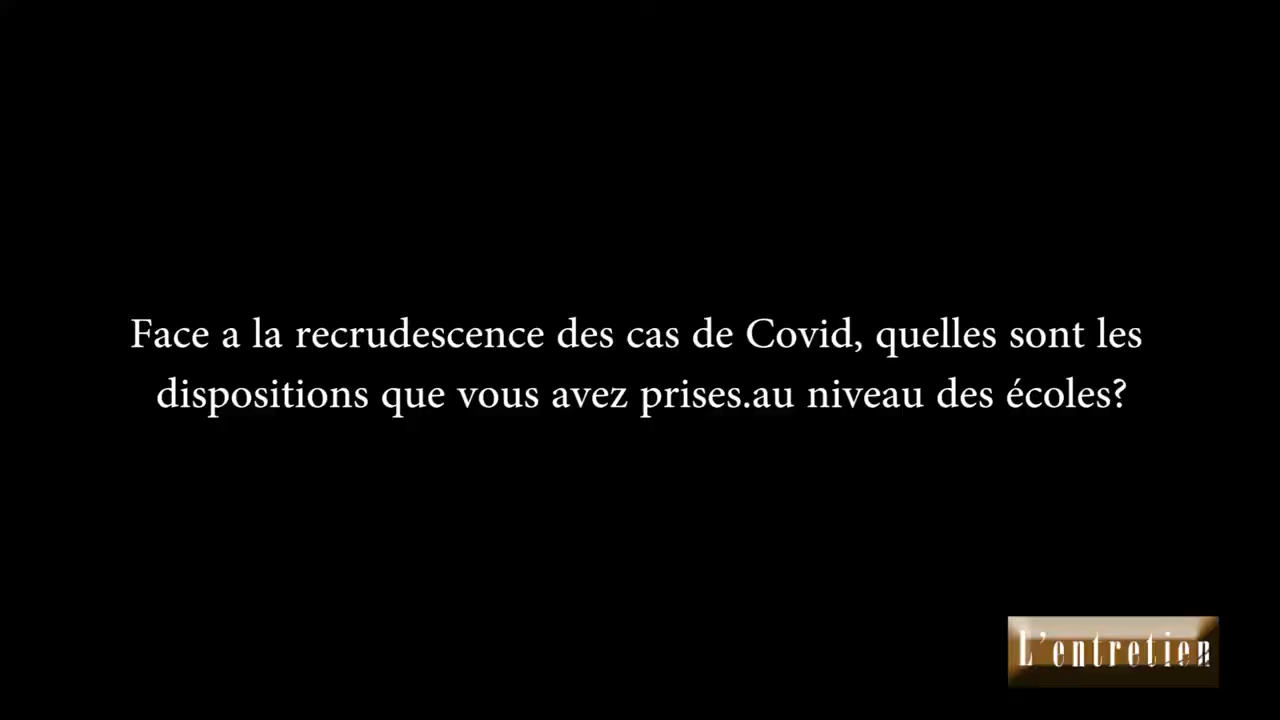 Face a la recrudescence des cas de Covid, quelles sont les
dispositions que vous avez prises.au niveau des écoles?
L'entretien